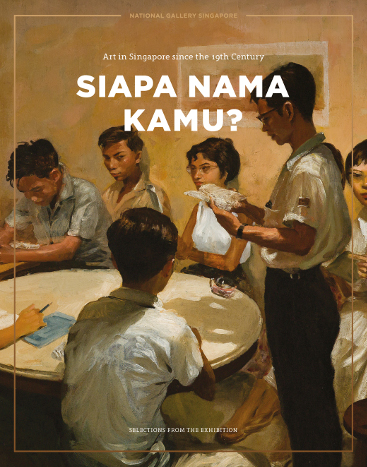 NATIONAL GALLERY SINGAPORE
Art in Singapore since the 19th Century
SIAPA NAMA
KAMU?
SELECTIONS FROM THE EXHIBITION